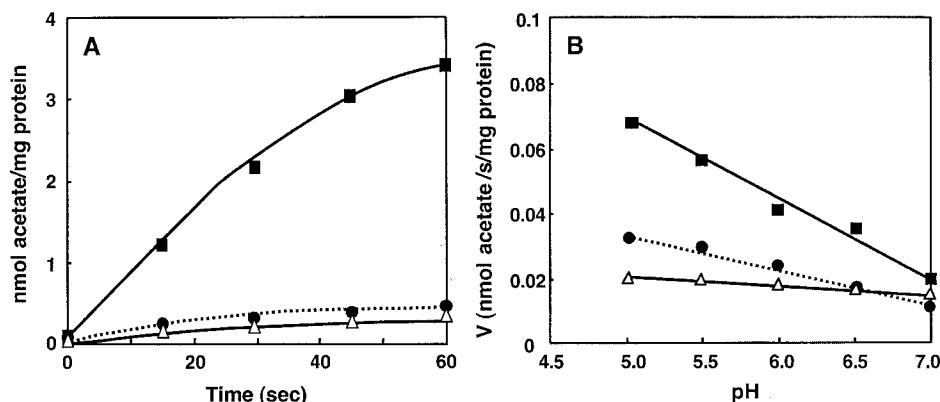 A
nmol acetate/mg protein
4
3
2
1
0
0 20 40 60
Time (sec)
B
V (nmol acetate /s/mg protein)
0.1
0.08
0.06
0.04
0.02
0
4.5 5.0 5.5 6.0 6.5 7.0
pH